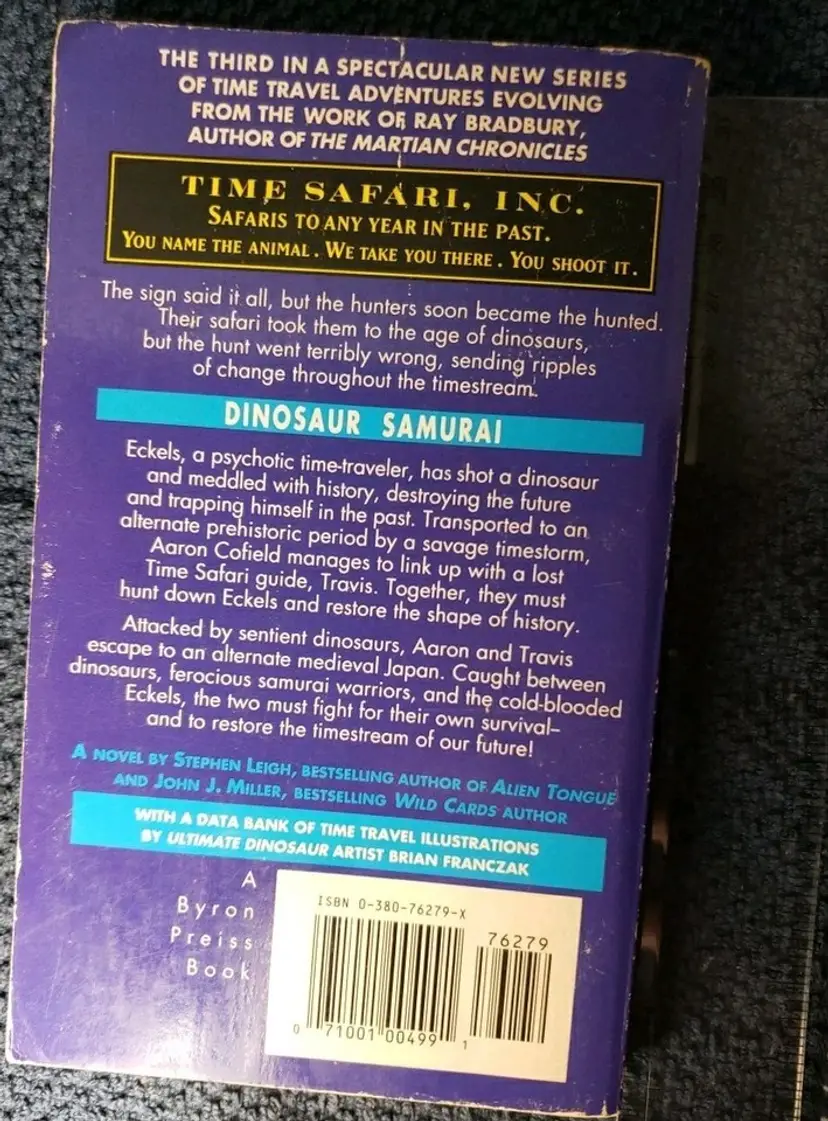 THE THIRD IN A SPECTACULAR NEW SERIES
OF TIME TRAVEL ADVENTURES EVOLVING
FROM THE WORK OF RAY BRADBURY,
AUTHOR OF THE MARTIAN CHRONICLES
TIME SAFARI, INC.
SAFARIS TO ANY YEAR IN THE PAST.
YOU NAME THE ANIMAL. WE TAKE YOU THERE. YOU SHOOT IT.
The sign said it all, but the hunters soon became the hunted.
Their safari took them to the age of dinosaurs,
but the hunt went terribly wrong, sending ripples
of change throughout the timestream.
DINOSAUR SAMURAI
Eckels, a psychotic time-traveler, has shot a dinosaur
and meddled with history, destroying the future
and trapping himself in the past. Transported to an
alternate prehistoric period by a savage timestorm,
Aaron Cofield manages to link up with a lost
Time Safari guide, Travis. Together, they must
hunt down Eckels and restore the shape of history.
Attacked by sentient dinosaurs, Aaron and Travis
escape to an alternate medieval Japan. Caught between
dinosaurs, ferocious samurai warriors, and the cold-blooded
Eckels, the two must fight for their own survival—
and to restore the timestream of our future!
A NOVEL BY STEPHEN LEIGH, BESTSELLING AUTHOR OF ALIEN TONGUE
AND JOHN J. MILLER, BESTSELLING WILD CARDS AUTHOR
WITH A DATA BANK OF TIME TRAVEL ILLUSTRATIONS
BY ULTIMATE DINOSAUR ARTIST BRIAN FRANCZAK
A
Byron
Preiss
Book
ISBN 0-380-76279-X
76279
0 71001 00499 1